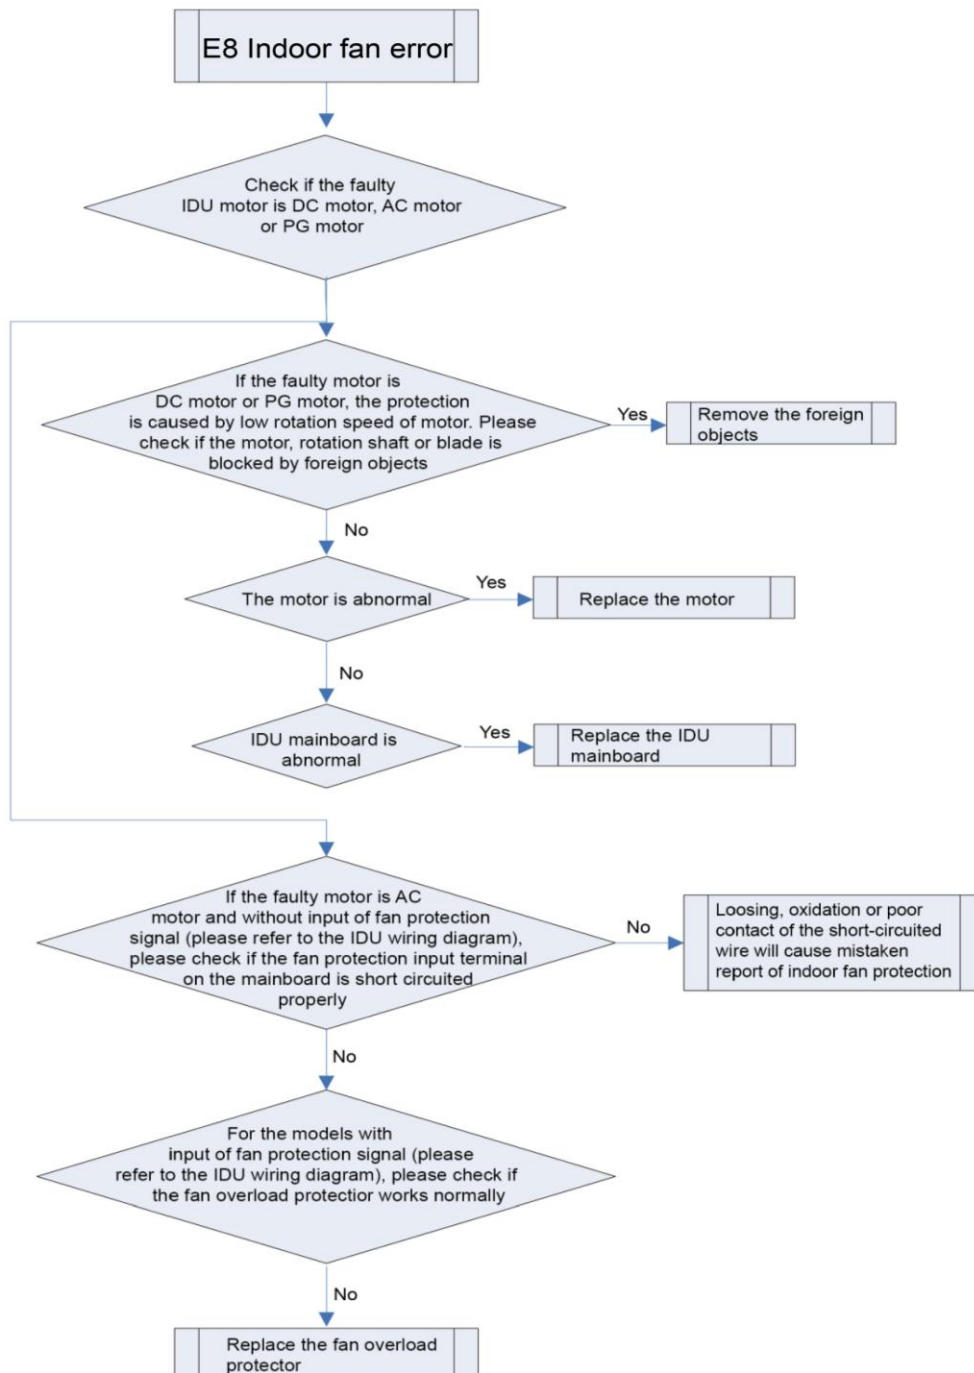 E8 Indoor fan error
Check if the faulty
IDU motor is DC motor, AC motor
or PG motor
If the faulty motor is
DC motor or PG motor, the protection
is caused by low rotation speed of motor. Please
check if the motor, rotation shaft or blade is
blocked by foreign objects
Yes
Remove the foreign
objects
No
The motor is abnormal
Yes
Replace the motor
No
IDU mainboard is
abnormal
Yes
Replace the IDU
mainboard
If the faulty motor is AC
motor and without input of fan protection
signal (please refer to the IDU wiring diagram),
please check if the fan protection input terminal
on the mainboard is short circuited
properly
No
Loosing, oxidation or poor
contact of the short-circuited
wire will cause mistaken
report of indoor fan protection
No
For the models with
input of fan protection signal (please
refer to the IDU wiring diagram), please check if
the fan overload protectior works normally
No
Replace the fan overload
protector